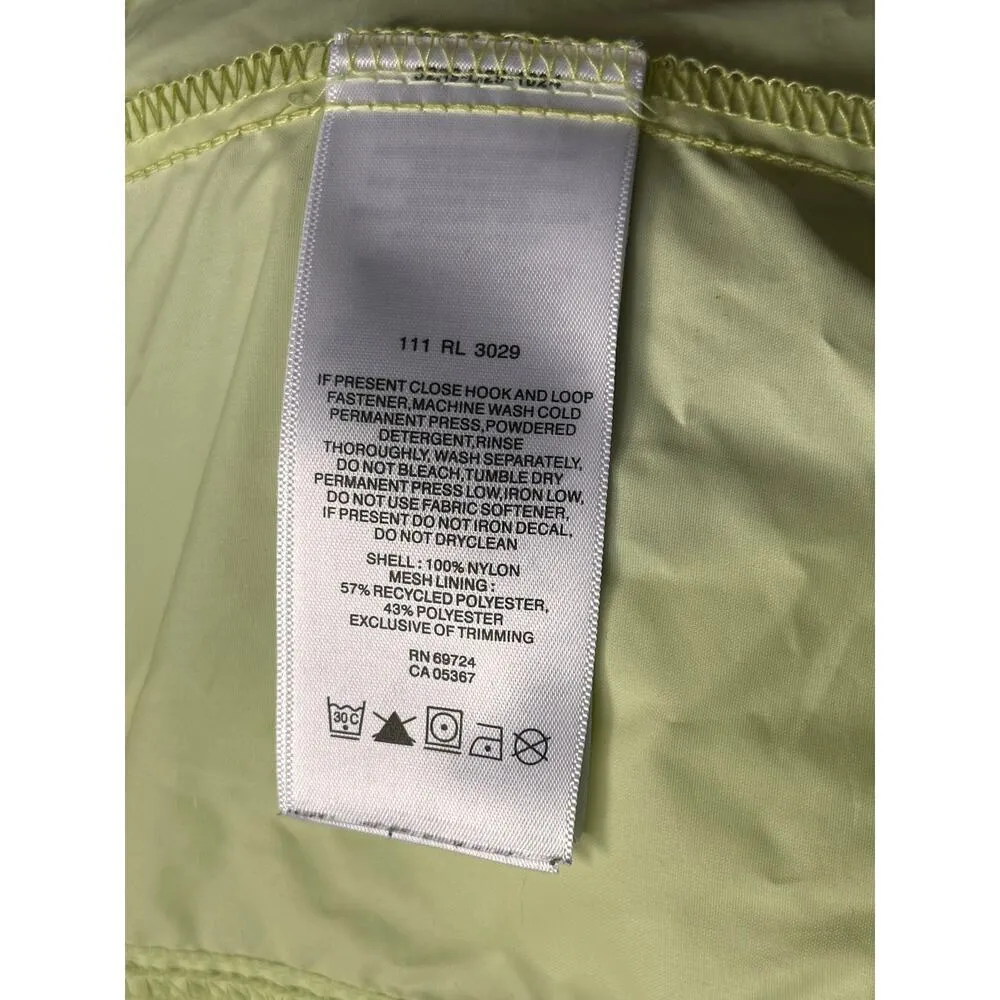 111 RL 3029
IF PRESENT CLOSE HOOK AND LOOP
FASTENER,MACHINE WASH COLD
PERMANENT PRESS,POWDERED
DETERGENT,RINSE
THOROUGHLY, WASH SEPARATELY,
DO NOT BLEACH,TUMBLE DRY
PERMANENT PRESS LOW,IRON LOW,
DO NOT USE FABRIC SOFTENER,
IF PRESENT DO NOT IRON DECAL,
DO NOT DRYCLEAN
SHELL : 100% NYLON
MESH LINING :
57% RECYCLED POLYESTER,
43% POLYESTER
EXCLUSIVE OF TRIMMING
RN 69724
CA 05367
30 C